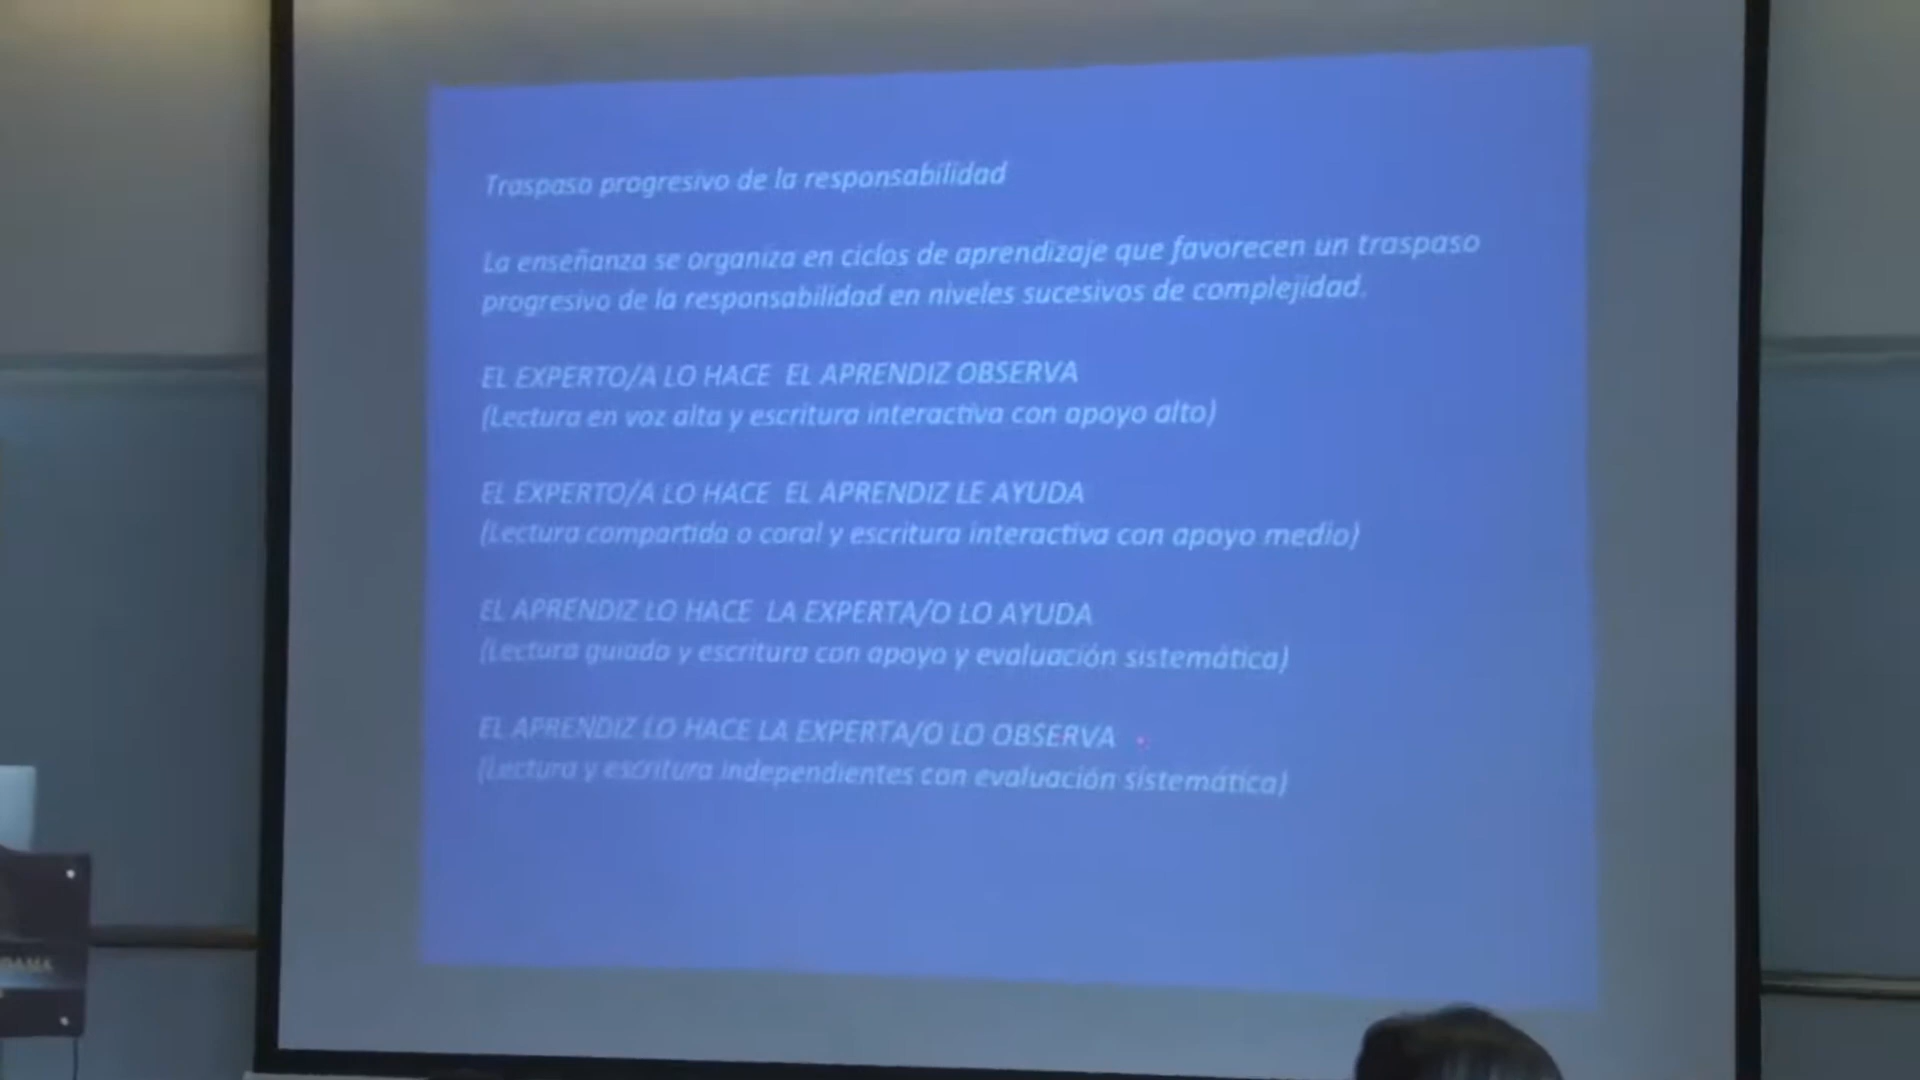 Traspaso progresivo de la responsabilidad
La enseñanza se organiza en ciclos de aprendizaje que favorecen un traspaso
progresivo de la responsabilidad en niveles sucesivos de complejidad.
EL EXPERTO/A LO HACE EL APRENDIZ OBSERVA
(Lectura en voz alta y escritura interactiva con apoyo alto)
EL EXPERTO/A LO HACE EL APRENDIZ LE AYUDA
(Lectura compartida o coral y escritura interactiva con apoyo medio)
EL APRENDIZ LO HACE LA EXPERTA/O LO AYUDA
(Lectura guiada y escritura con apoyo y evaluación sistemática)
EL APRENDIZ LO HACE LA EXPERTA/O LO OBSERVA
(Lectura y escritura independientes con evaluación sistemática)